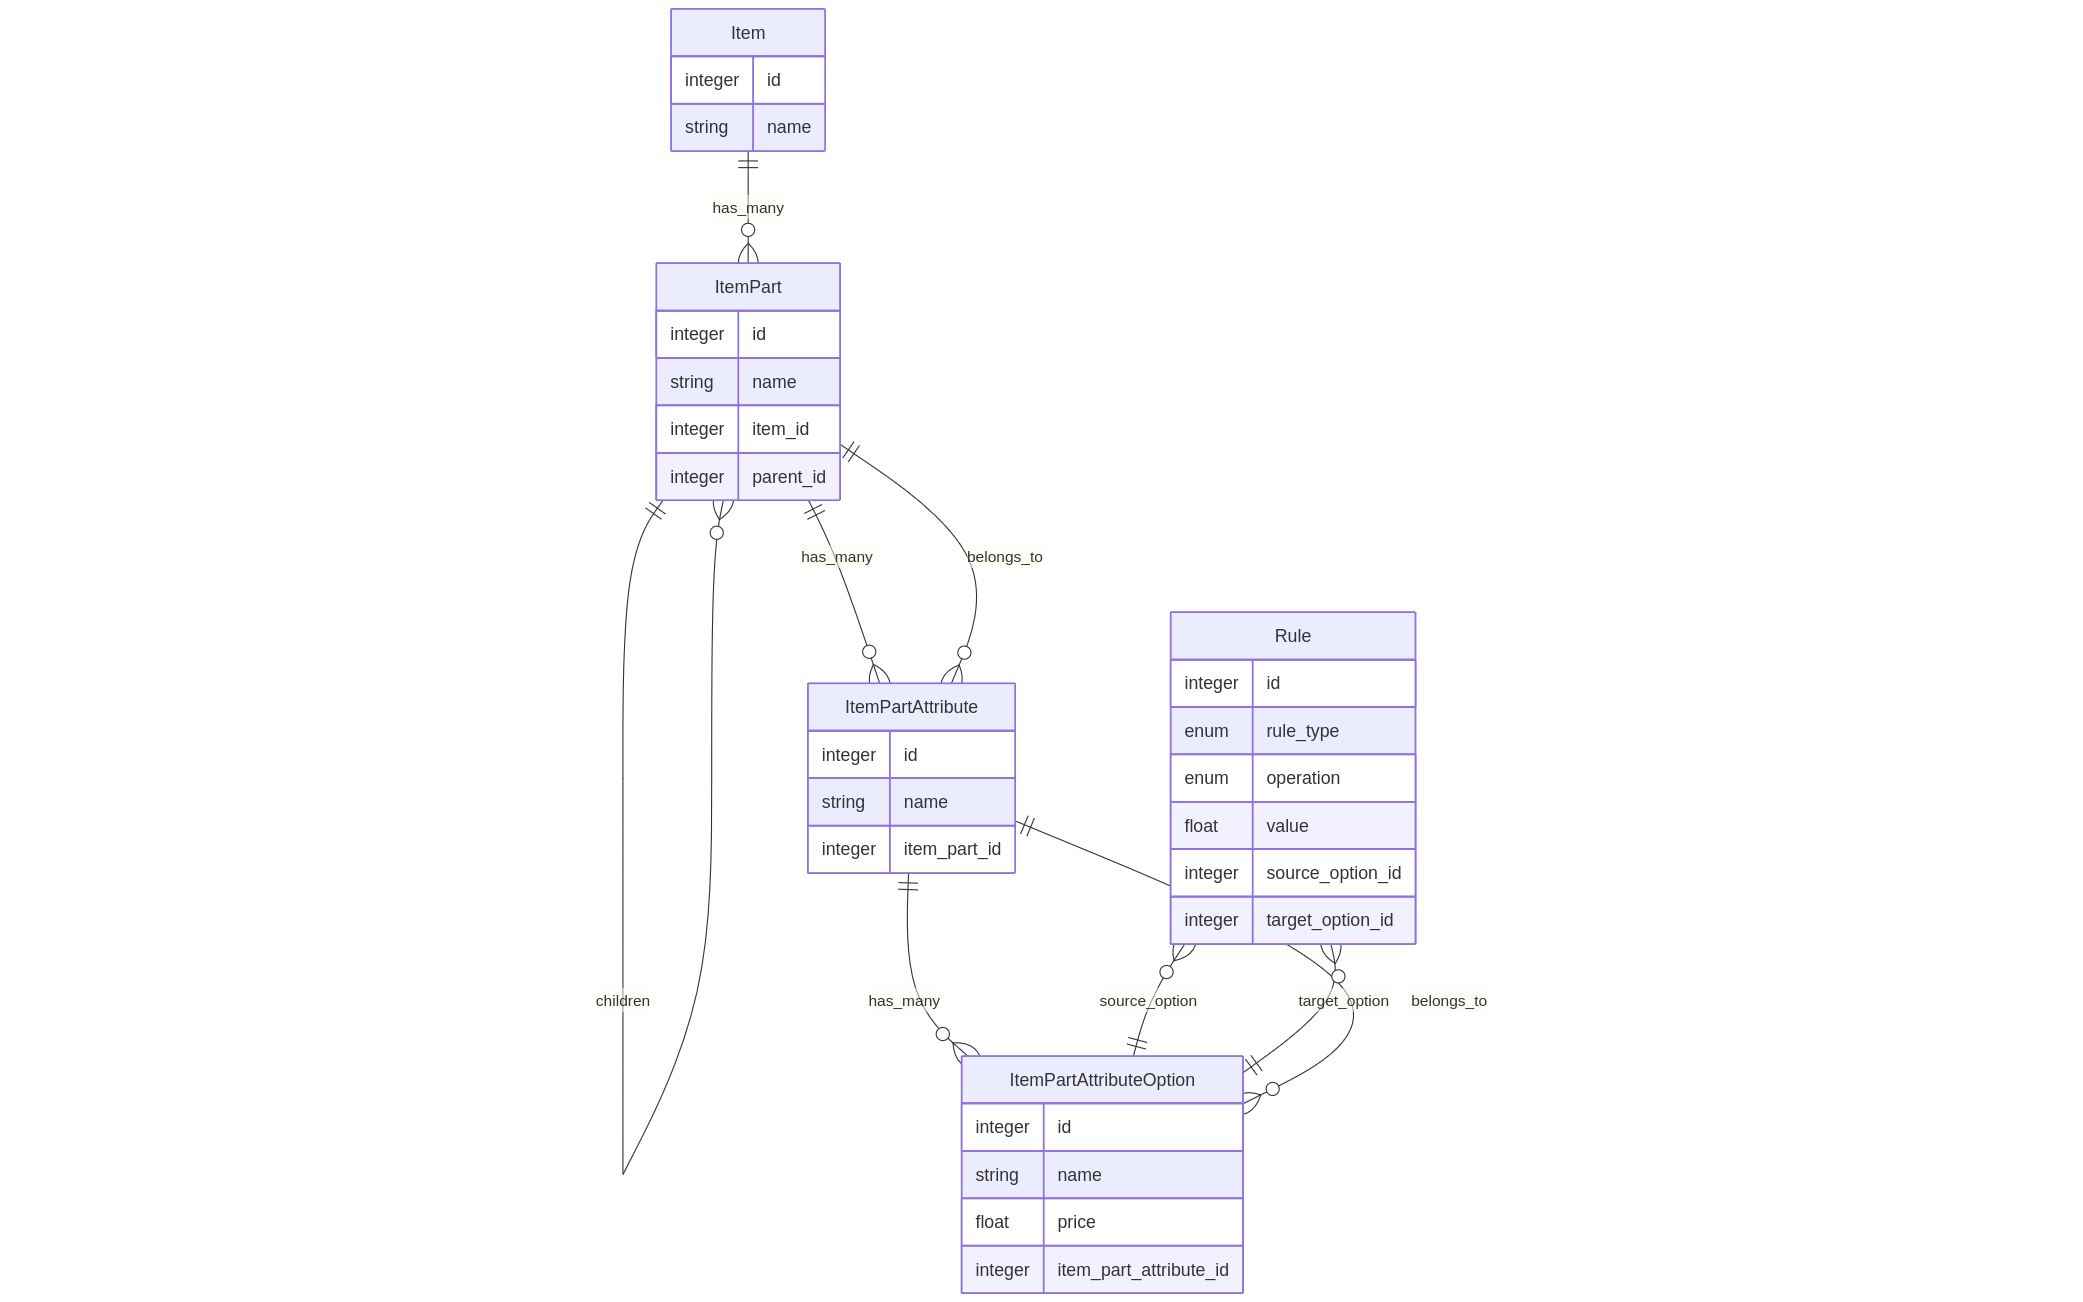 Item
integer id
string name
has_many
ItemPart
integer id
string name
integer item_id
integer parent_id
has_many
belongs_to
Rule
integer id
enum rule_type
enum operation
float value
integer source_option_id
integer target_option_id
ItemPartAttribute
integer id
string name
integer item_part_id
children
has_many
source_option
target_option
belongs_to
ItemPartAttributeOption
integer id
string name
float price
integer item_part_attribute_id